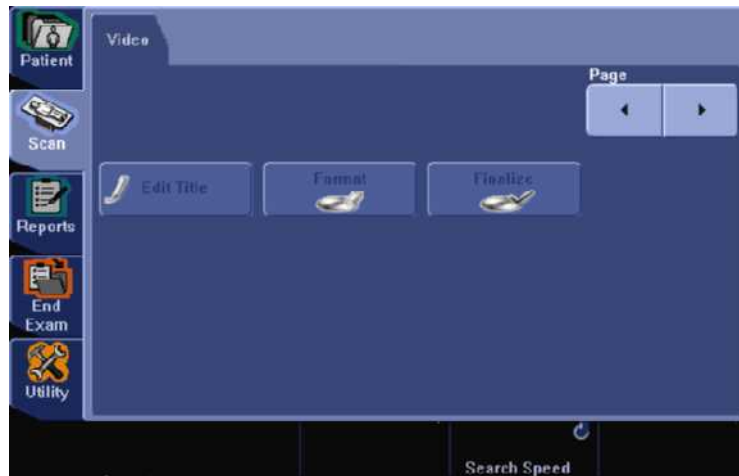 Patient
Video
Page
Scan
Edit Title
Format
Finalize
Reports
End
Exam
Utility
Search Speed